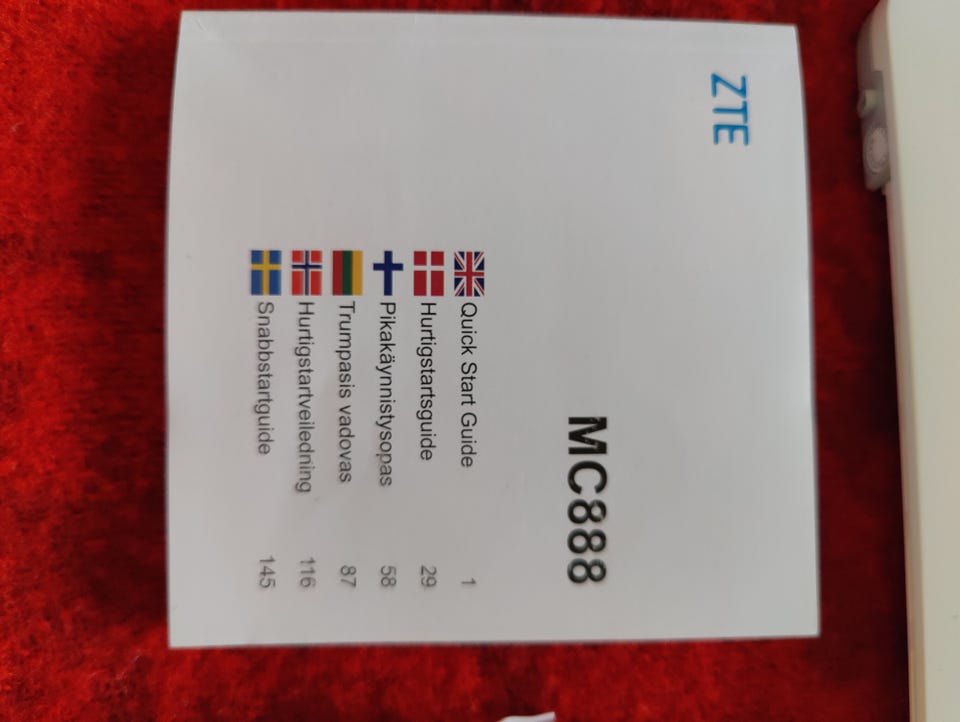 ZTE
MC888
Quick Start Guide 1
Hurtigstartsguide 29
Pikakäynnistysopas 58
Trumpasis vadovas 87
Hurtigstartveiledning 116
Snabbstartguide 145